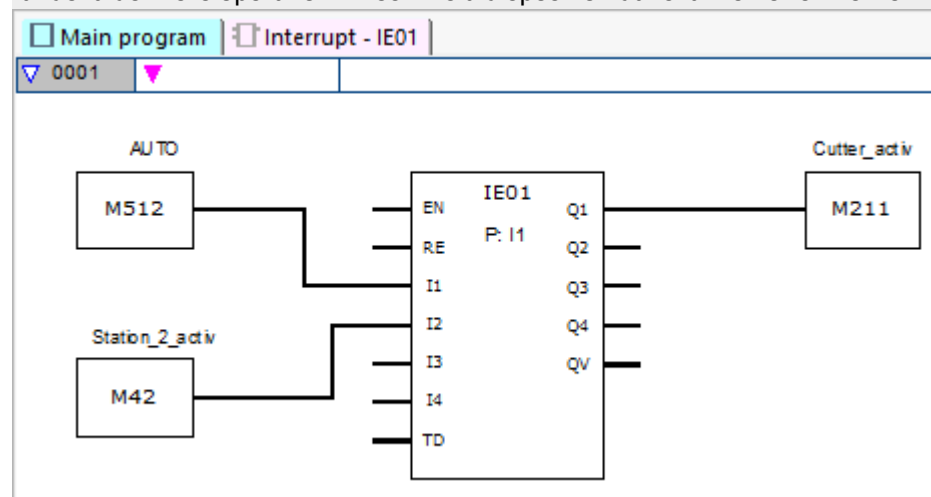 Main program Interrupt - IE01
0001
AUTO
M512
Station_2_activ
M42
IE01
P: I1
EN
RE
I1
I2
I3
I4
TD
Q1
Q2
Q3
Q4
QV
Cutter_activ
M211